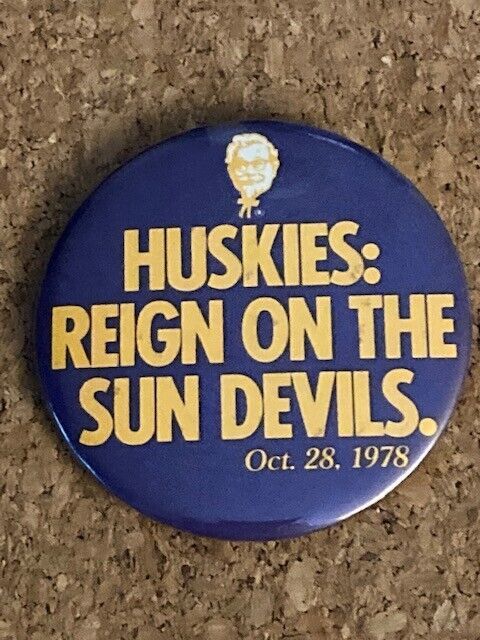 HUSKIES:
REIGN ON THE
SUN DEVILS.
Oct. 28, 1978